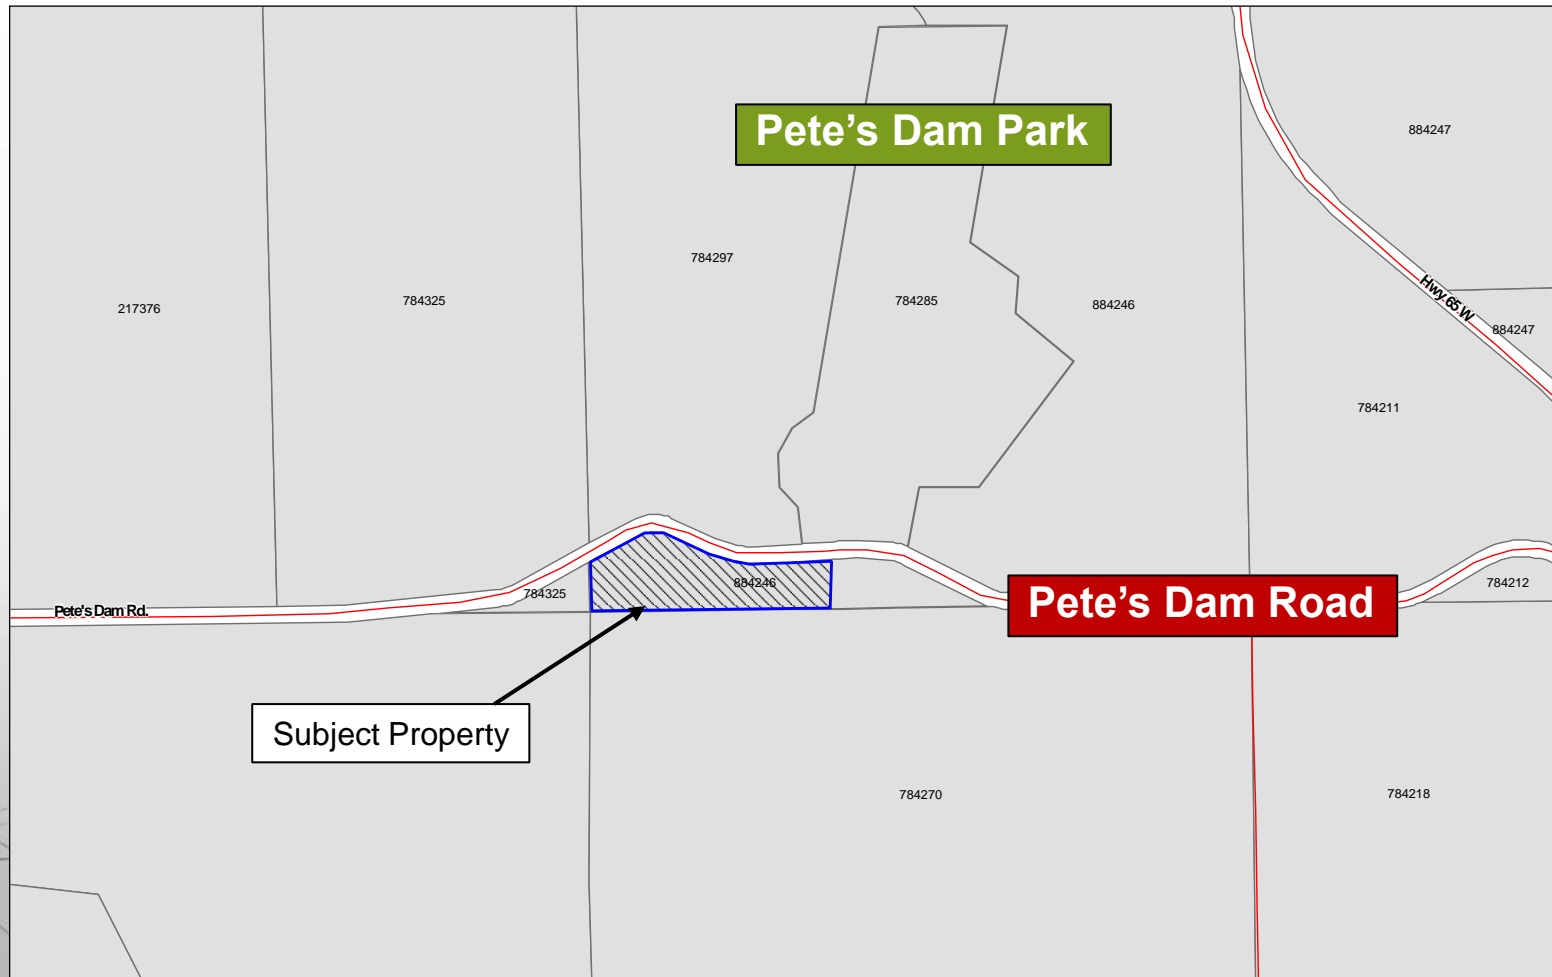 Pete’s Dam Park
884247
784297
784325
217376
784285
884246
Hwy 65 W
884247
784211
784325
884246
784212
Pete's Dam Rd.
Pete’s Dam Road
Subject Property
784270
784218